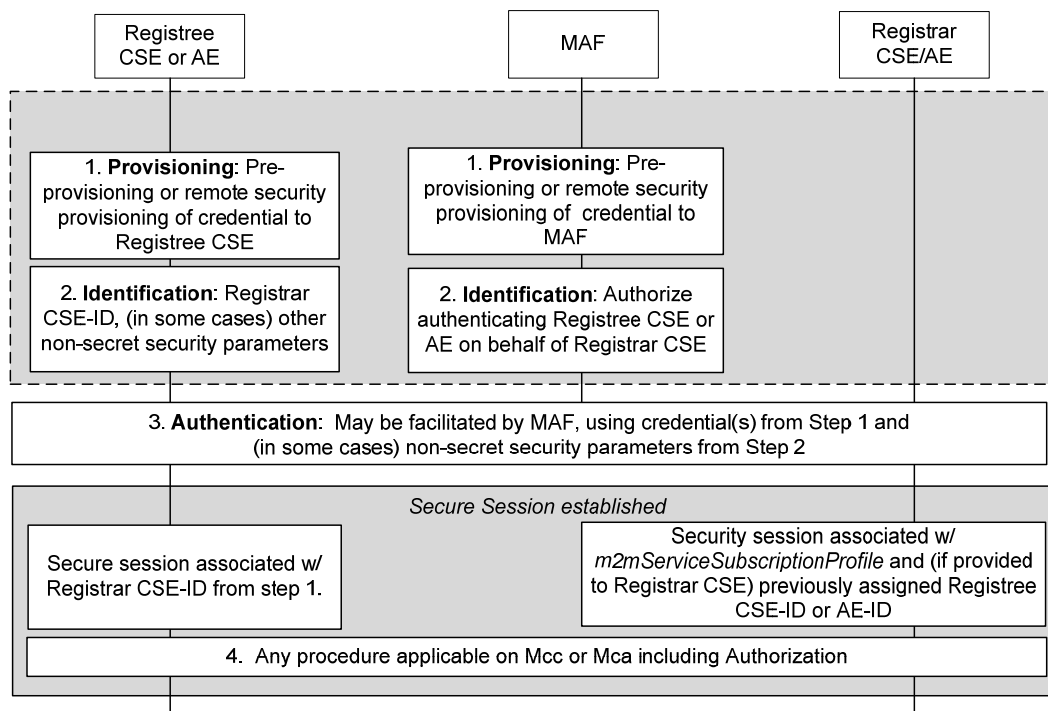 Registree
CSE or AE
MAF
Registrar
CSE/AE
1. Provisioning: Pre-
provisioning or remote security
provisioning of credential to
Registree CSE
1. Provisioning: Pre-
provisioning or remote security
provisioning of credential to
MAF
2. Identification: Registrar
CSE-ID, (in some cases) other
non-secret security parameters
2. Identification: Authorize
authenticating Registree CSE or
AE on behalf of Registrar CSE
3. Authentication: May be facilitated by MAF, using credential(s) from Step 1 and
(in some cases) non-secret security parameters from Step 2
Secure Session established
Secure session associated w/
Registrar CSE-ID from step 1.
Security session associated w/
m2mServiceSubscriptionProfile and (if provided
to Registrar CSE) previously assigned Registree
CSE-ID or AE-ID
4. Any procedure applicable on Mcc or Mca including Authorization